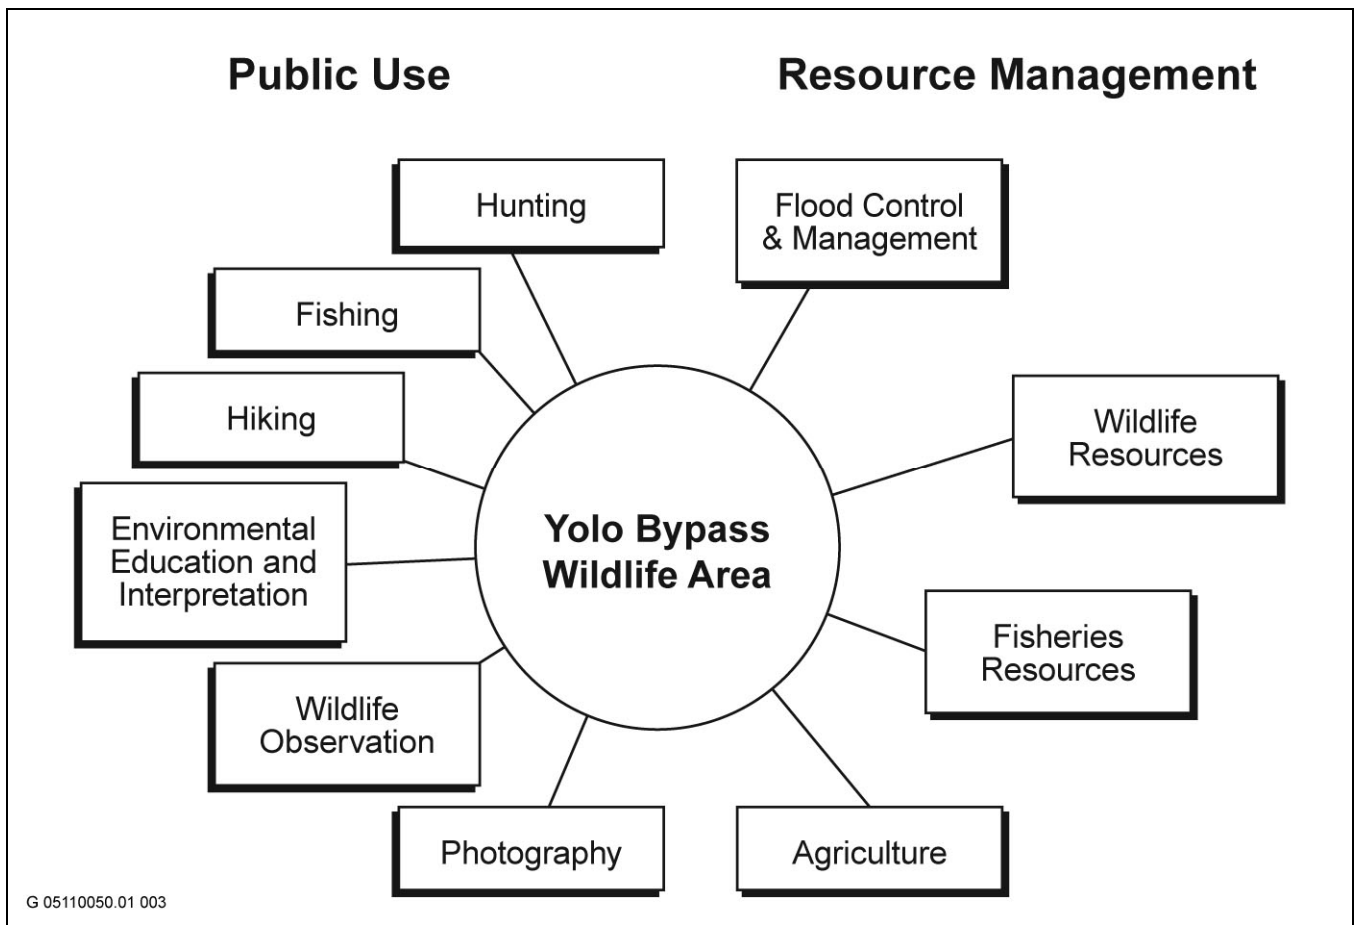 Public Use
Resource Management
Hunting
Flood Control
& Management
Fishing
Hiking
Wildlife
Resources
Environmental
Education and
Interpretation
Yolo Bypass
Wildlife Area
Fisheries
Resources
Wildlife
Observation
Photography
Agriculture
G 05110050.01 003